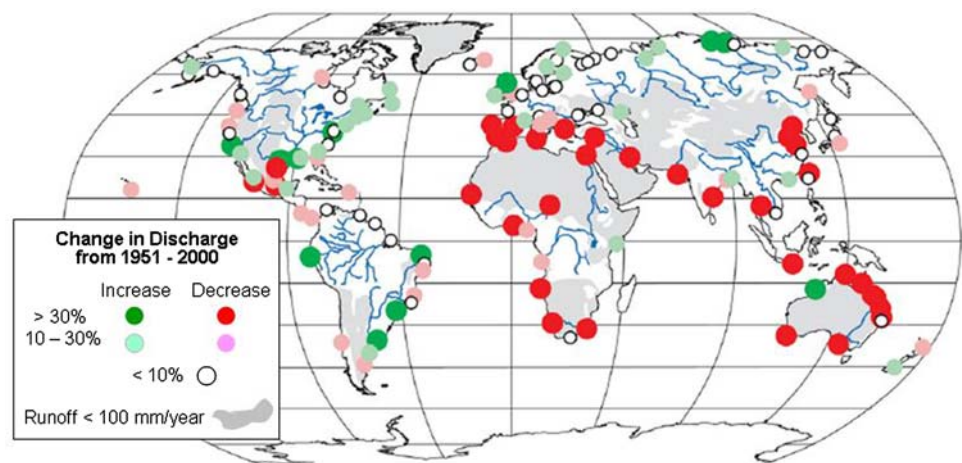 Change in Discharge
from 1951 - 2000
Increase Decrease
> 30%
10 – 30%
< 10%
Runoff < 100 mm/year